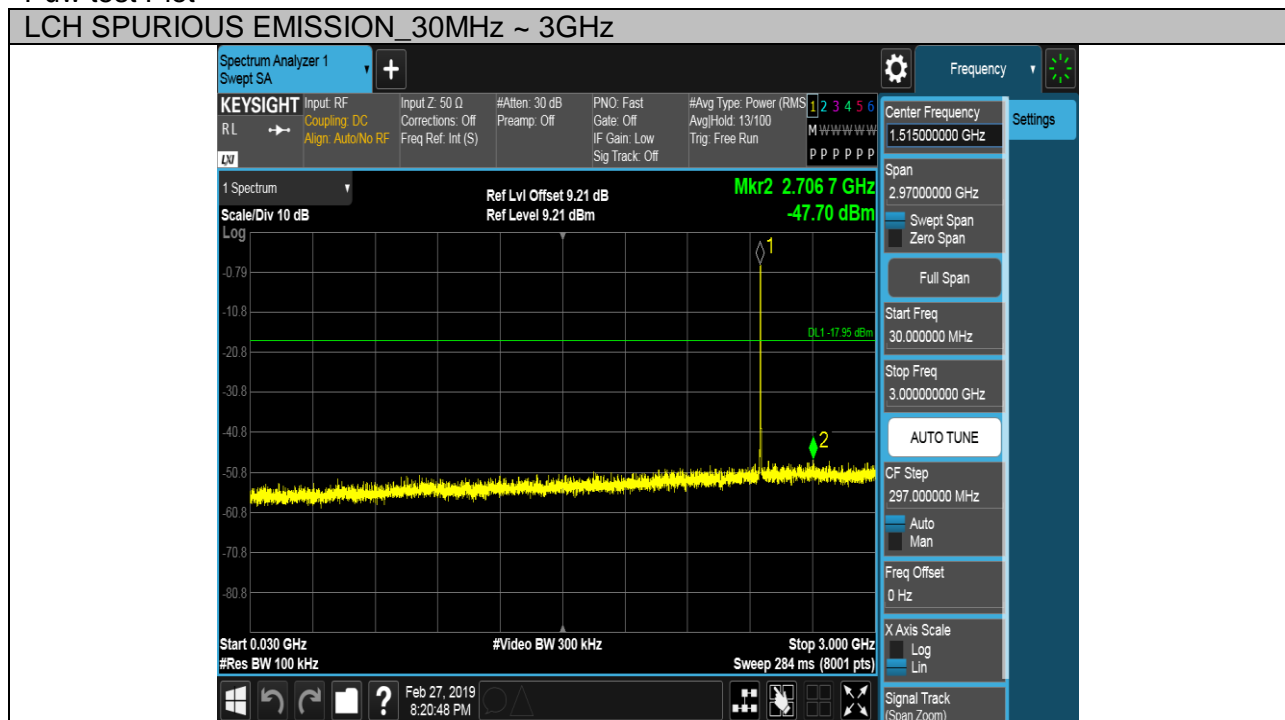 LCH SPURIOUS EMISSION_30MHz ~ 3GHz
Spectrum Analyzer 1
Swept SA
+
Frequency
KEYSIGHT
RL
LXI
Input: RF
Coupling: DC
Align: Auto/No RF
Input Z: 50 Ω
Corrections: Off
Freq Ref: Int (S)
#Atten: 30 dB
Preamp: Off
PNO: Fast
Gate: Off
IF Gain: Low
Sig Track: Off
#Avg Type: Power (RMS
Avg|Hold: 13/100
Trig: Free Run
1 2 3 4 5 6
M W W W W W
P P P P P P
1 Spectrum
Scale/Div 10 dB
Log
Ref Lvl Offset 9.21 dB
Ref Level 9.21 dBm
Mkr2 2.706 7 GHz
-47.70 dBm
1
-0.79
-10.8
DL1 -17.95 dBm
-20.8
-30.8
-40.8
2
-50.8
-60.8
-70.8
-80.8
Start 0.030 GHz
#Res BW 100 kHz
#Video BW 300 kHz
Stop 3.000 GHz
Sweep 284 ms (8001 pts)
?
Feb 27, 2019
8:20:48 PM
Center Frequency
1.515000000 GHz
Settings
Span
2.97000000 GHz
Swept Span
Zero Span
Full Span
Start Freq
30.000000 MHz
Stop Freq
3.000000000 GHz
AUTO TUNE
CF Step
297.000000 MHz
Auto
Man
Freq Offset
0 Hz
X Axis Scale
Log
Lin
Signal Track
(Span Zoom)